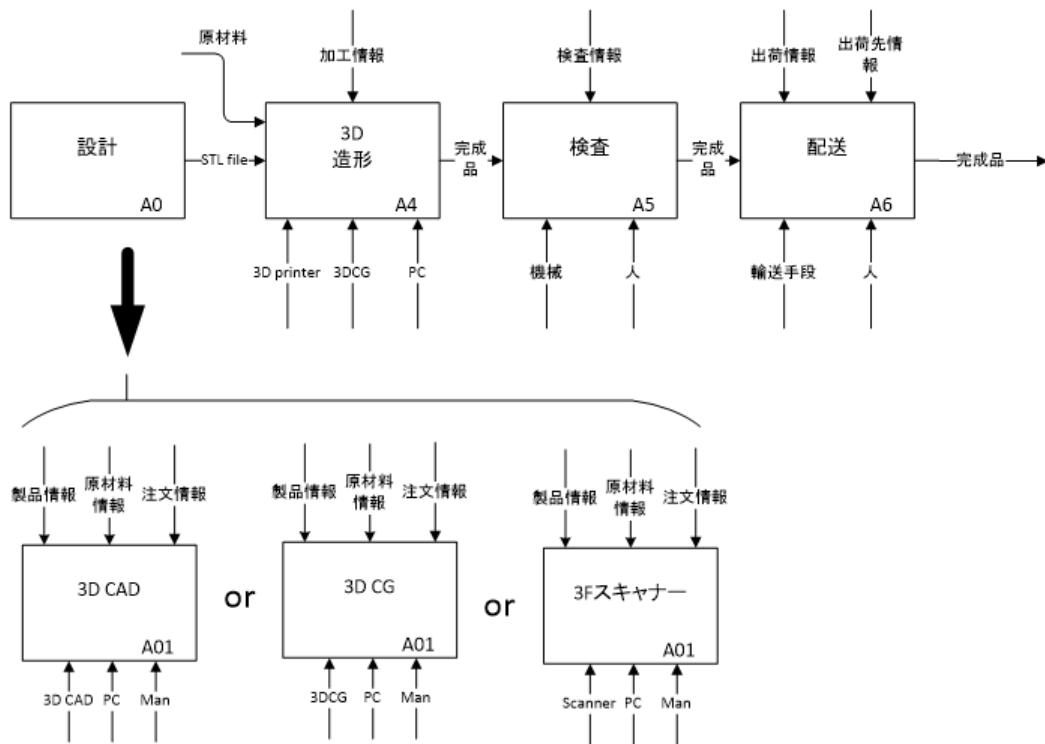 原材料
加工情報
検査情報
出荷情報
出荷先情
報
設計
A0
STL file
3D
造形
A4
完成
品
検査
A5
完成
品
配送
A6
完成品
3D printer
3DCG
PC
機械
人
輸送手段
人
製品情報
原材料
情報
注文情報
製品情報
原材料
情報
注文情報
製品情報
原材料
情報
注文情報
3D CAD
A01
or
3D CG
A01
or
3Fスキャナー
A01
3D CAD
PC
Man
3DCG
PC
Man
Scanner
PC
Man